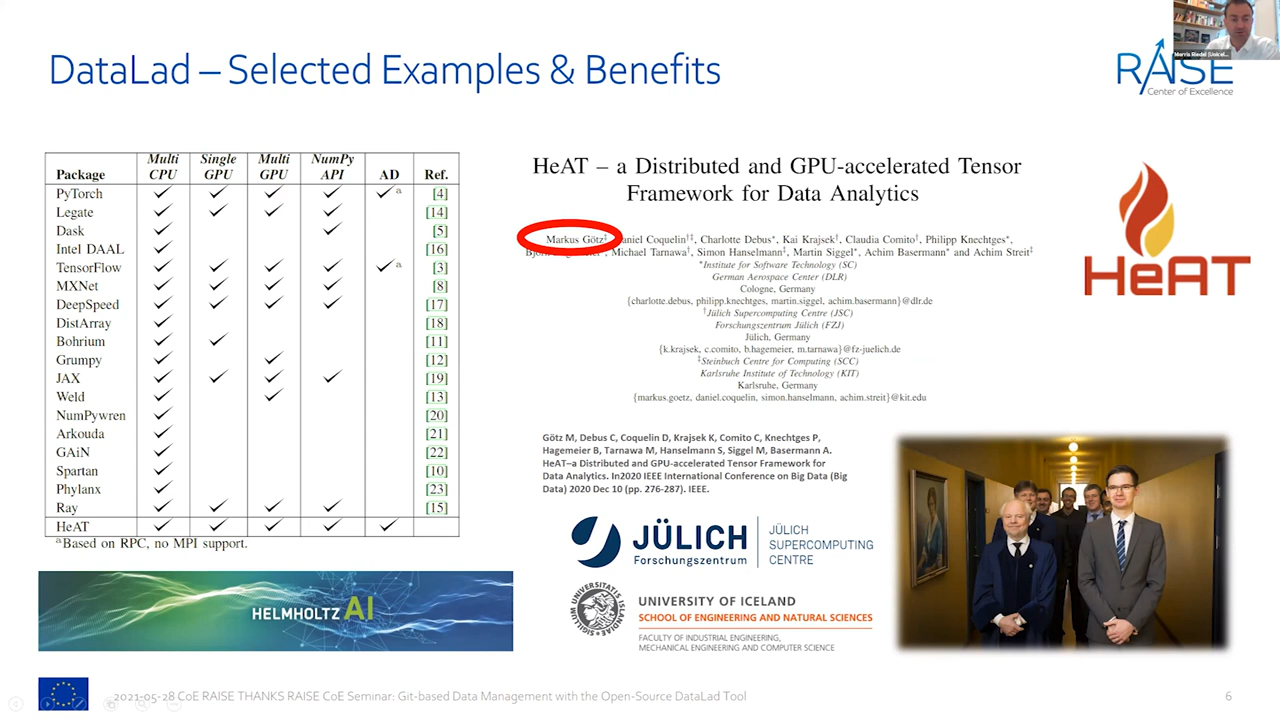 DataLad – Selected Examples & Benefits
RAISE
Center of Excellence
Package Multi CPU Single GPU Multi GPU NumPy API AD Ref.
PyTorch ✓ ✓ ✓ ✓ ✓a [4]
Legate ✓ ✓ ✓ ✓ [14]
Dask ✓ ✓ [5]
Intel DAAL ✓ [16]
TensorFlow ✓ ✓ ✓ ✓ ✓a [3]
MXNet ✓ ✓ ✓ ✓ [8]
DeepSpeed ✓ ✓ ✓ ✓ [17]
DistArray ✓ [18]
Bohrium ✓ ✓ [11]
Grumpy ✓ ✓ [12]
JAX ✓ ✓ ✓ ✓ [19]
Weld ✓ ✓ [13]
NumPywren ✓ [20]
Arkouda ✓ [21]
GAiN ✓ [22]
Spartan ✓ [10]
Phylanx ✓ [23]
Ray ✓ ✓ ✓ ✓ [15]
HeAT ✓ ✓ ✓ ✓ ✓
aBased on RPC, no MPI support.
HELMHOLTZ AI
HeAT – a Distributed and GPU-accelerated Tensor
Framework for Data Analytics
Markus Götz‡, Daniel Coquelin†‡, Charlotte Debus*, Kai Krajsek†, Claudia Comito†, Philipp Knechtges*,
Michael Tarnawa†, Simon Hanselmann‡, Martin Siggel*, Achim Basermann* and Achim Streit‡
*Institute for Software Technology (SC)
German Aerospace Center (DLR)
Cologne, Germany
{charlotte.debus, philipp.knechtges, martin.siggel, achim.basermann}@dlr.de
†Jülich Supercomputing Centre (JSC)
Forschungszentrum Jülich (FZJ)
Jülich, Germany
{k.krajsek, c.comito, b.hagemeier, m.tarnawa}@fz-juelich.de
‡Steinbuch Centre for Computing (SCC)
Karlsruhe Institute of Technology (KIT)
Karlsruhe, Germany
{markus.goetz, daniel.coquelin, simon.hanselmann, achim.streit}@kit.edu
HeAT
Götz M, Debus C, Coquelin D, Krajsek K, Comito C, Knechtges P,
Hagemeier B, Tarnawa M, Hanselmann S, Siggel M, Basermann A.
HeAT–a Distributed and GPU-accelerated Tensor Framework for
Data Analytics. In2020 IEEE International Conference on Big Data (Big
Data) 2020 Dec 10 (pp. 276-287). IEEE.
JÜLICH
Forschungszentrum
JÜLICH
SUPERCOMPUTING
CENTRE
UNIVERSITY OF ICELAND
SCHOOL OF ENGINEERING AND NATURAL SCIENCES
FACULTY OF INDUSTRIAL ENGINEERING,
MECHANICAL ENGINEERING AND COMPUTER SCIENCE
2021-05-28 CoE RAISE THANKS RAISE CoE Seminar: Git-based Data Management with the Open-Source DataLad Tool
6